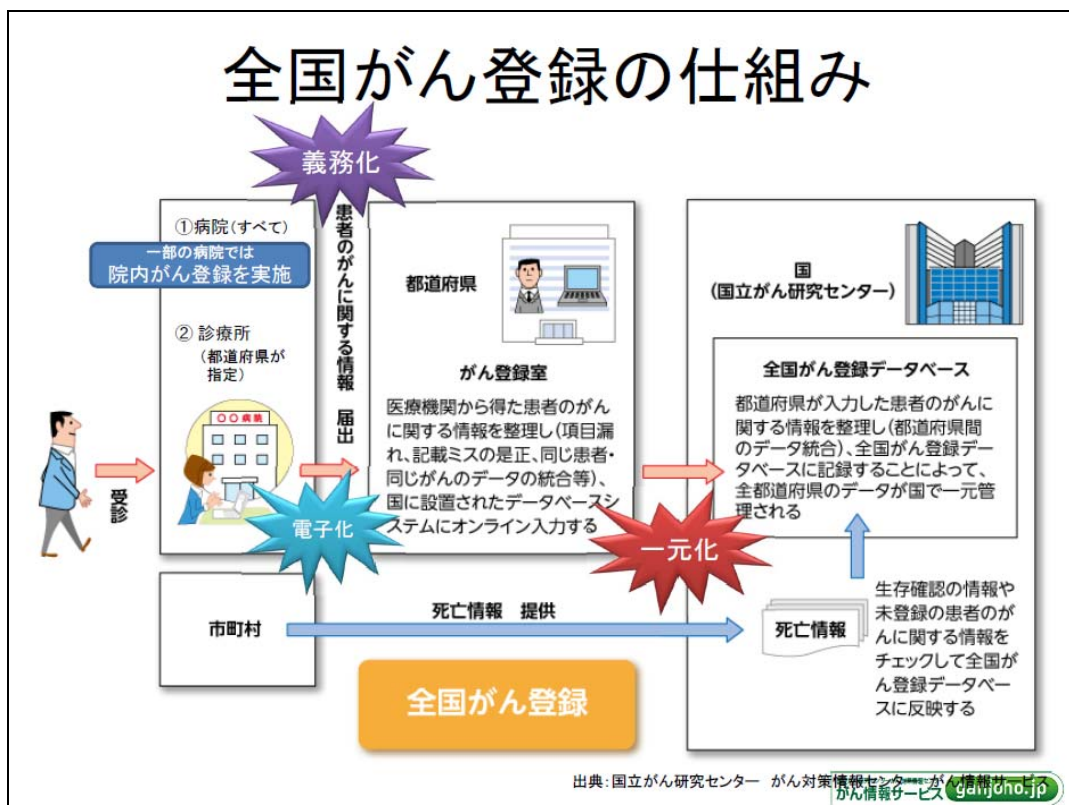 全国がん登録の仕組み
義務化
①病院(すべて)
一部の病院では
院内がん登録を実施
② 診療所
(都道府県が
指定)
〇〇病院
受診
患者のがんに関する情報 届出
電子化
都道府県
がん登録室
医療機関から得た患者のがん
に関する情報を整理し(項目漏
れ、記載ミスの是正、同じ患者・
同じがんのデータの統合等)、
国に設置されたデータベースシ
ステムにオンライン入力する
一元化
国
(国立がん研究センター)
全国がん登録データベース
都道府県が入力した患者のがんに
関する情報を整理し(都道府県間
のデータ統合)、全国がん登録デー
タベースに記録することによって、
全都道府県のデータが国で一元管
理される
市町村
死亡情報 提供
死亡情報
生存確認の情報や
未登録の患者のが
んに関する情報を
チェックして全国が
ん登録データベー
スに反映する
全国がん登録
出典:国立がん研究センター がん対策情報センター がん情報サービス
がん情報サービス ganjoho.jp